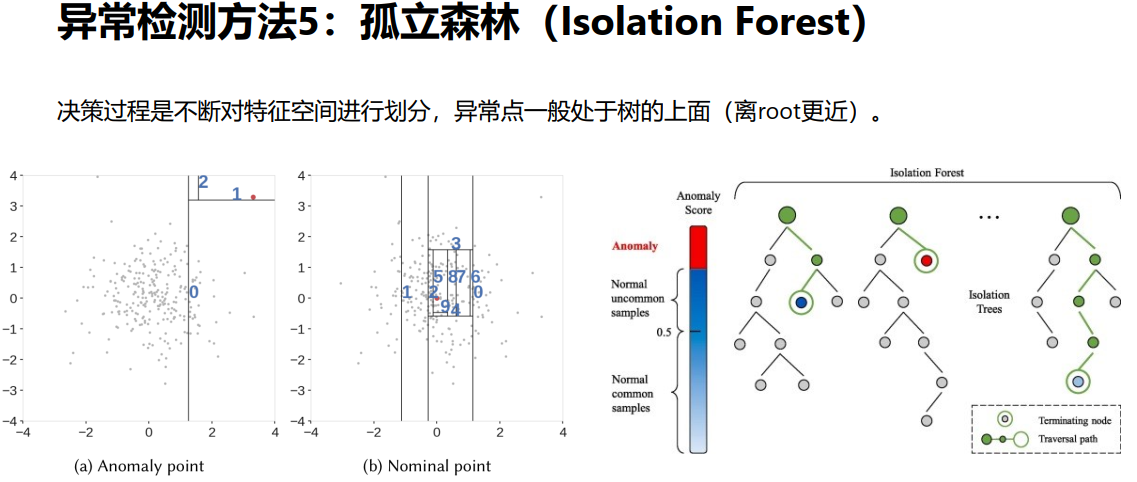 异常检测方法5：孤立森林（Isolation Forest）
决策过程是不断对特征空间进行划分，异常点一般处于树的上面（离root更近）。
4
3
2
1
0
−1
−2
−3
−4
−4
−2
0
2
4
2
1
0
(a) Anomaly point
4
3
2
1
0
−1
−2
−3
−4
−4
−2
0
2
4
3
5
8
7
6
1
2
0
9
4
(b) Nominal point
Isolation Forest
Anomaly
Score
Anomaly
Normal
uncommon
samples
0.5
Normal
common
samples
...
Isolation
Trees
Terminating node
Traversal path